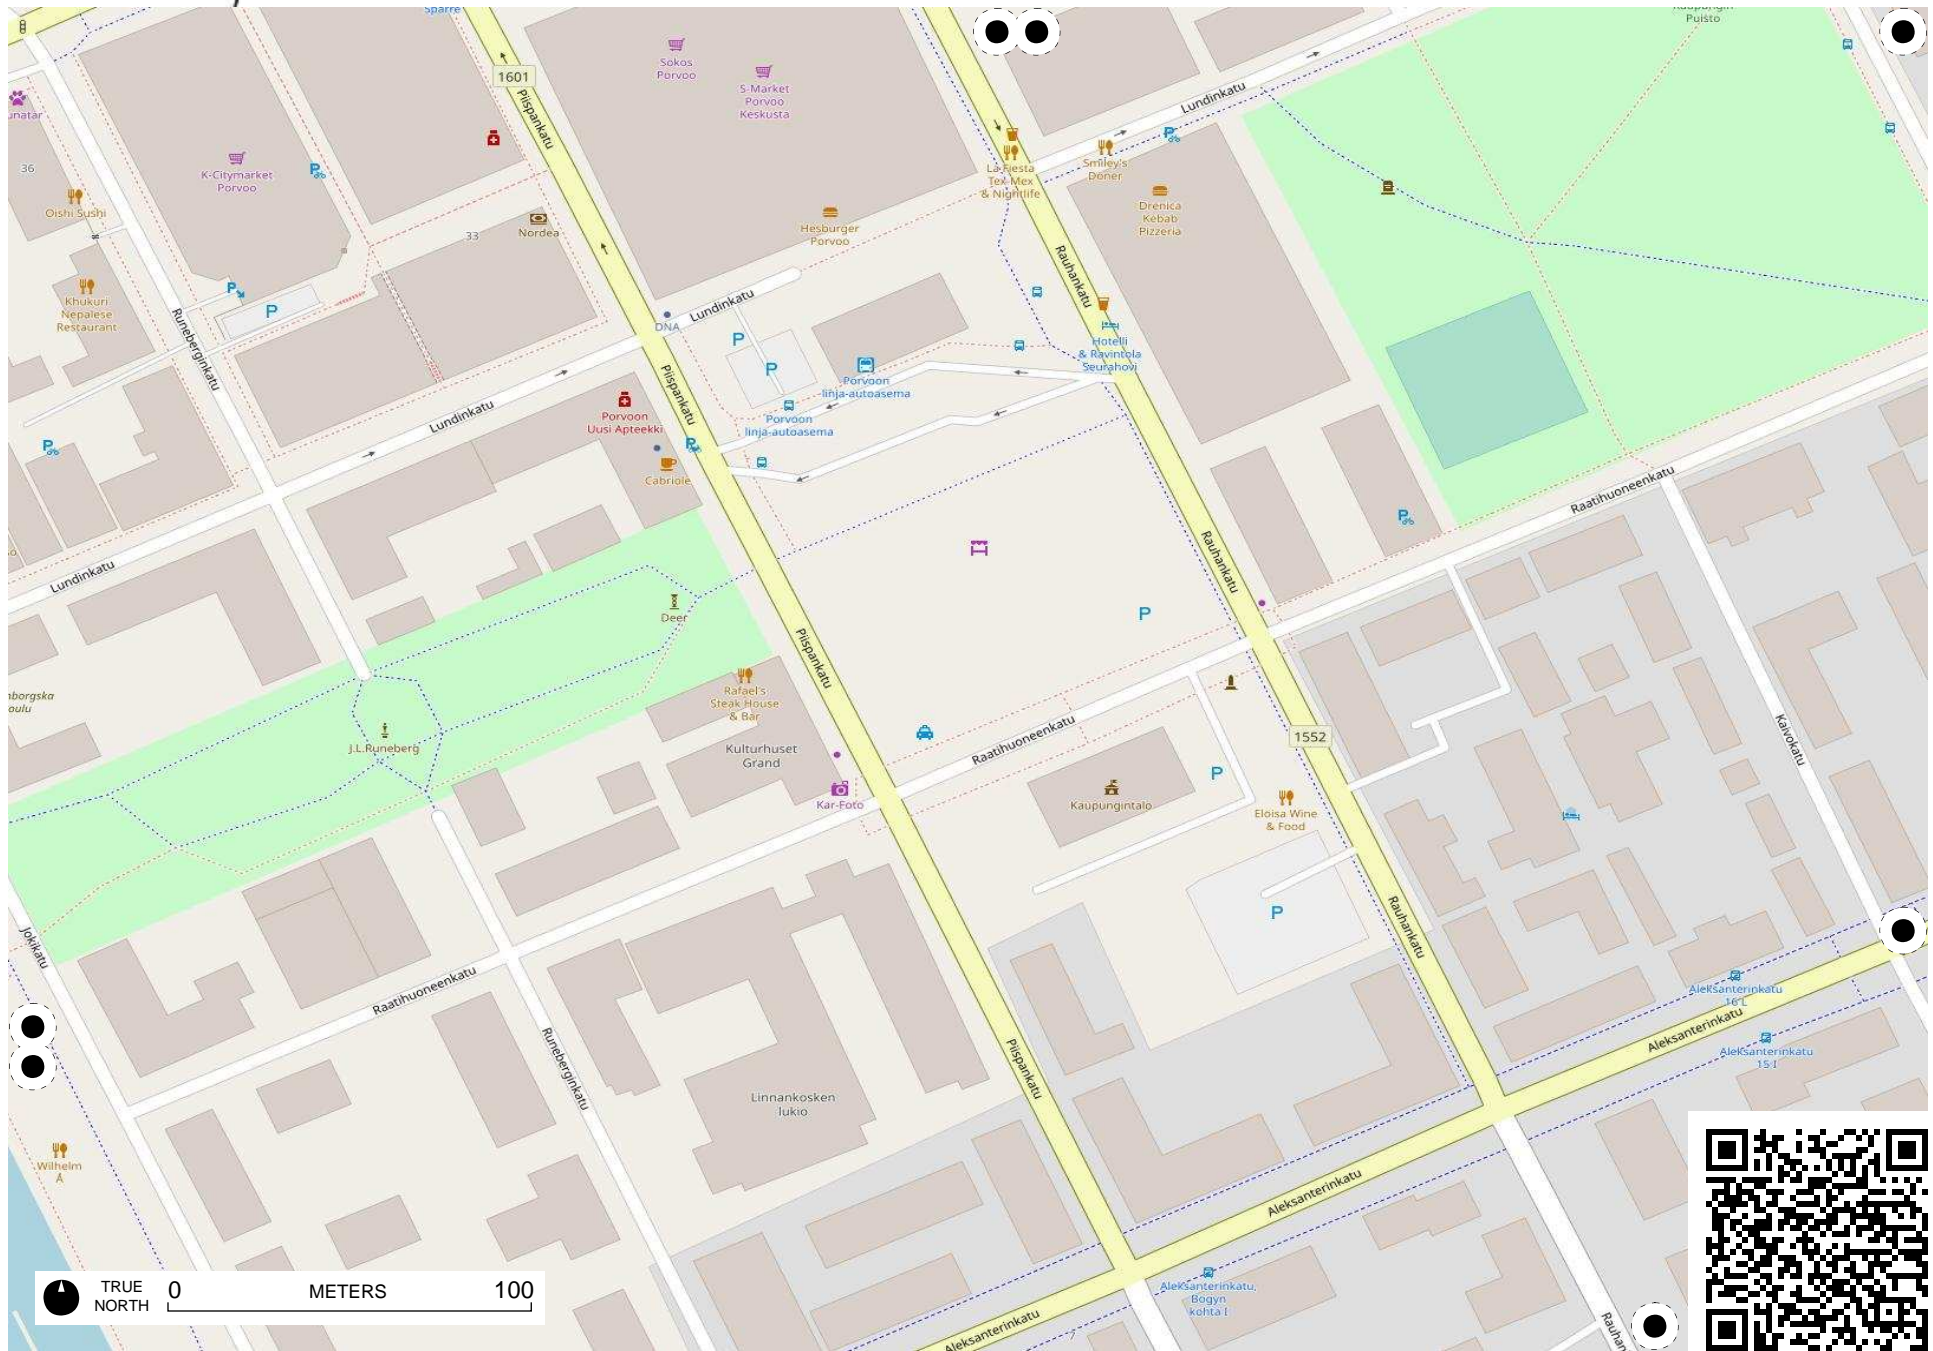 Sparre
Puisto
Sokos
Porvoo
S-Market
Porvoo
Keskusta
1601
Piispankatu
Lundinkatu
K-Citymarket
Porvoo
36
Oishi Sushi
33
Nordea
Hesburger
Porvoo
La Fiesta
Tex-Mex
& Nightlife
Smiley's
Döner
Drenica
Kebab
Pizzeria
Rauhankatu
Khukuri
Nepalese
Restaurant
Runeberginkatu
P
DNA
Lundinkatu
P
P
Hotelli
& Ravintola
Seurahovi
Porvoon
linja-autoasema
Porvoon
linja-autoasema
Piispankatu
Porvoon
Uusi Apteekki
Lundinkatu
Cabriole
Raatihuoneenkatu
Rauhankatu
Lundinkatu
Deer
P
Piispankatu
Rafael's
Steak House
& Bar
J.L.Runeberg
Kulturhuset
Grand
Raatihuoneenkatu
1552
Kaivokatu
P
Kar-Foto
Kaupungintalo
Eloisa Wine
& Food
P
Rauhankatu
Jokikatu
Raatihuoneenkatu
Aleksanterinkatu
16 L
Aleksanterinkatu
Aleksanterinkatu
15 I
Runeberginkatu
Piispankatu
Linnankosken
lukio
Wilhelm
Å
Aleksanterinkatu
Aleksanterinkatu,
Bogyn
kohta I
7
Aleksanterinkatu
TRUE
NORTH
0 METERS 100